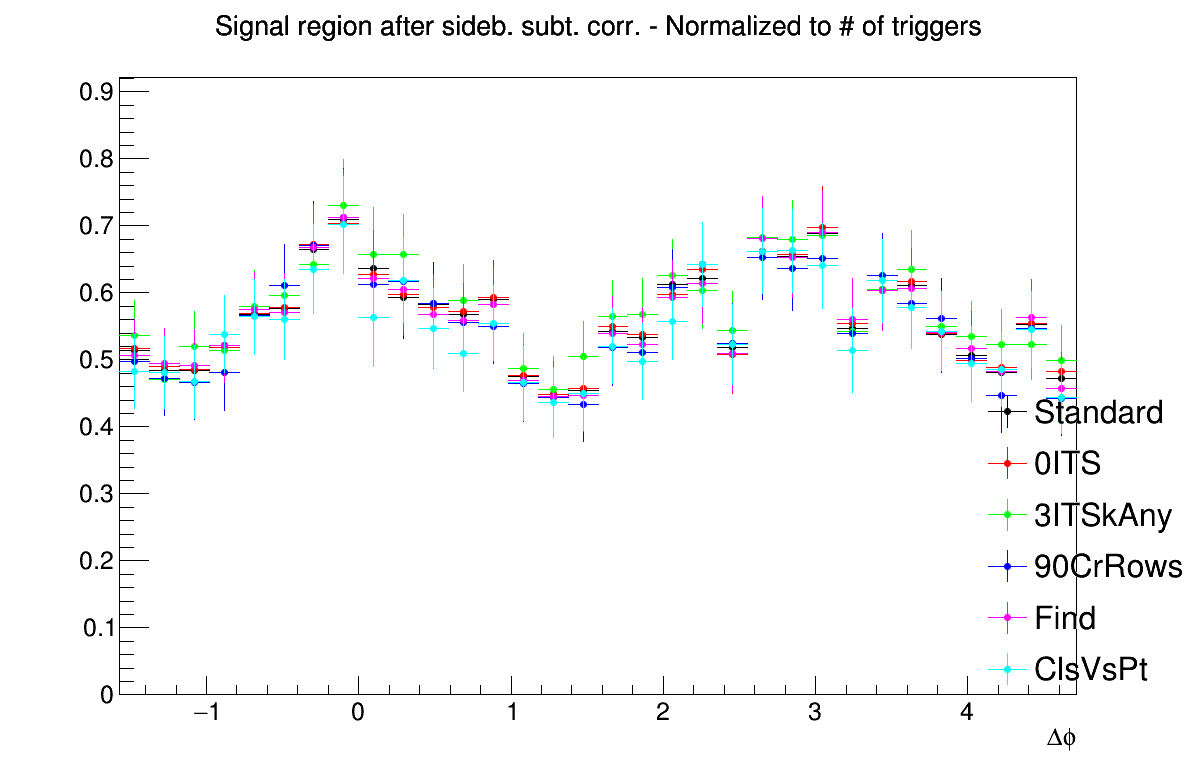 Signal region after sideb. subt. corr. - Normalized to # of triggers
0.9
0.8
0.7
0.6
0.5
0.4
0.3
0.2
0.1
0
Standard
0ITS
3ITSkAny
90CrRows
Find
ClsVsPt
−1 0 1 2 3 4
Δϕ